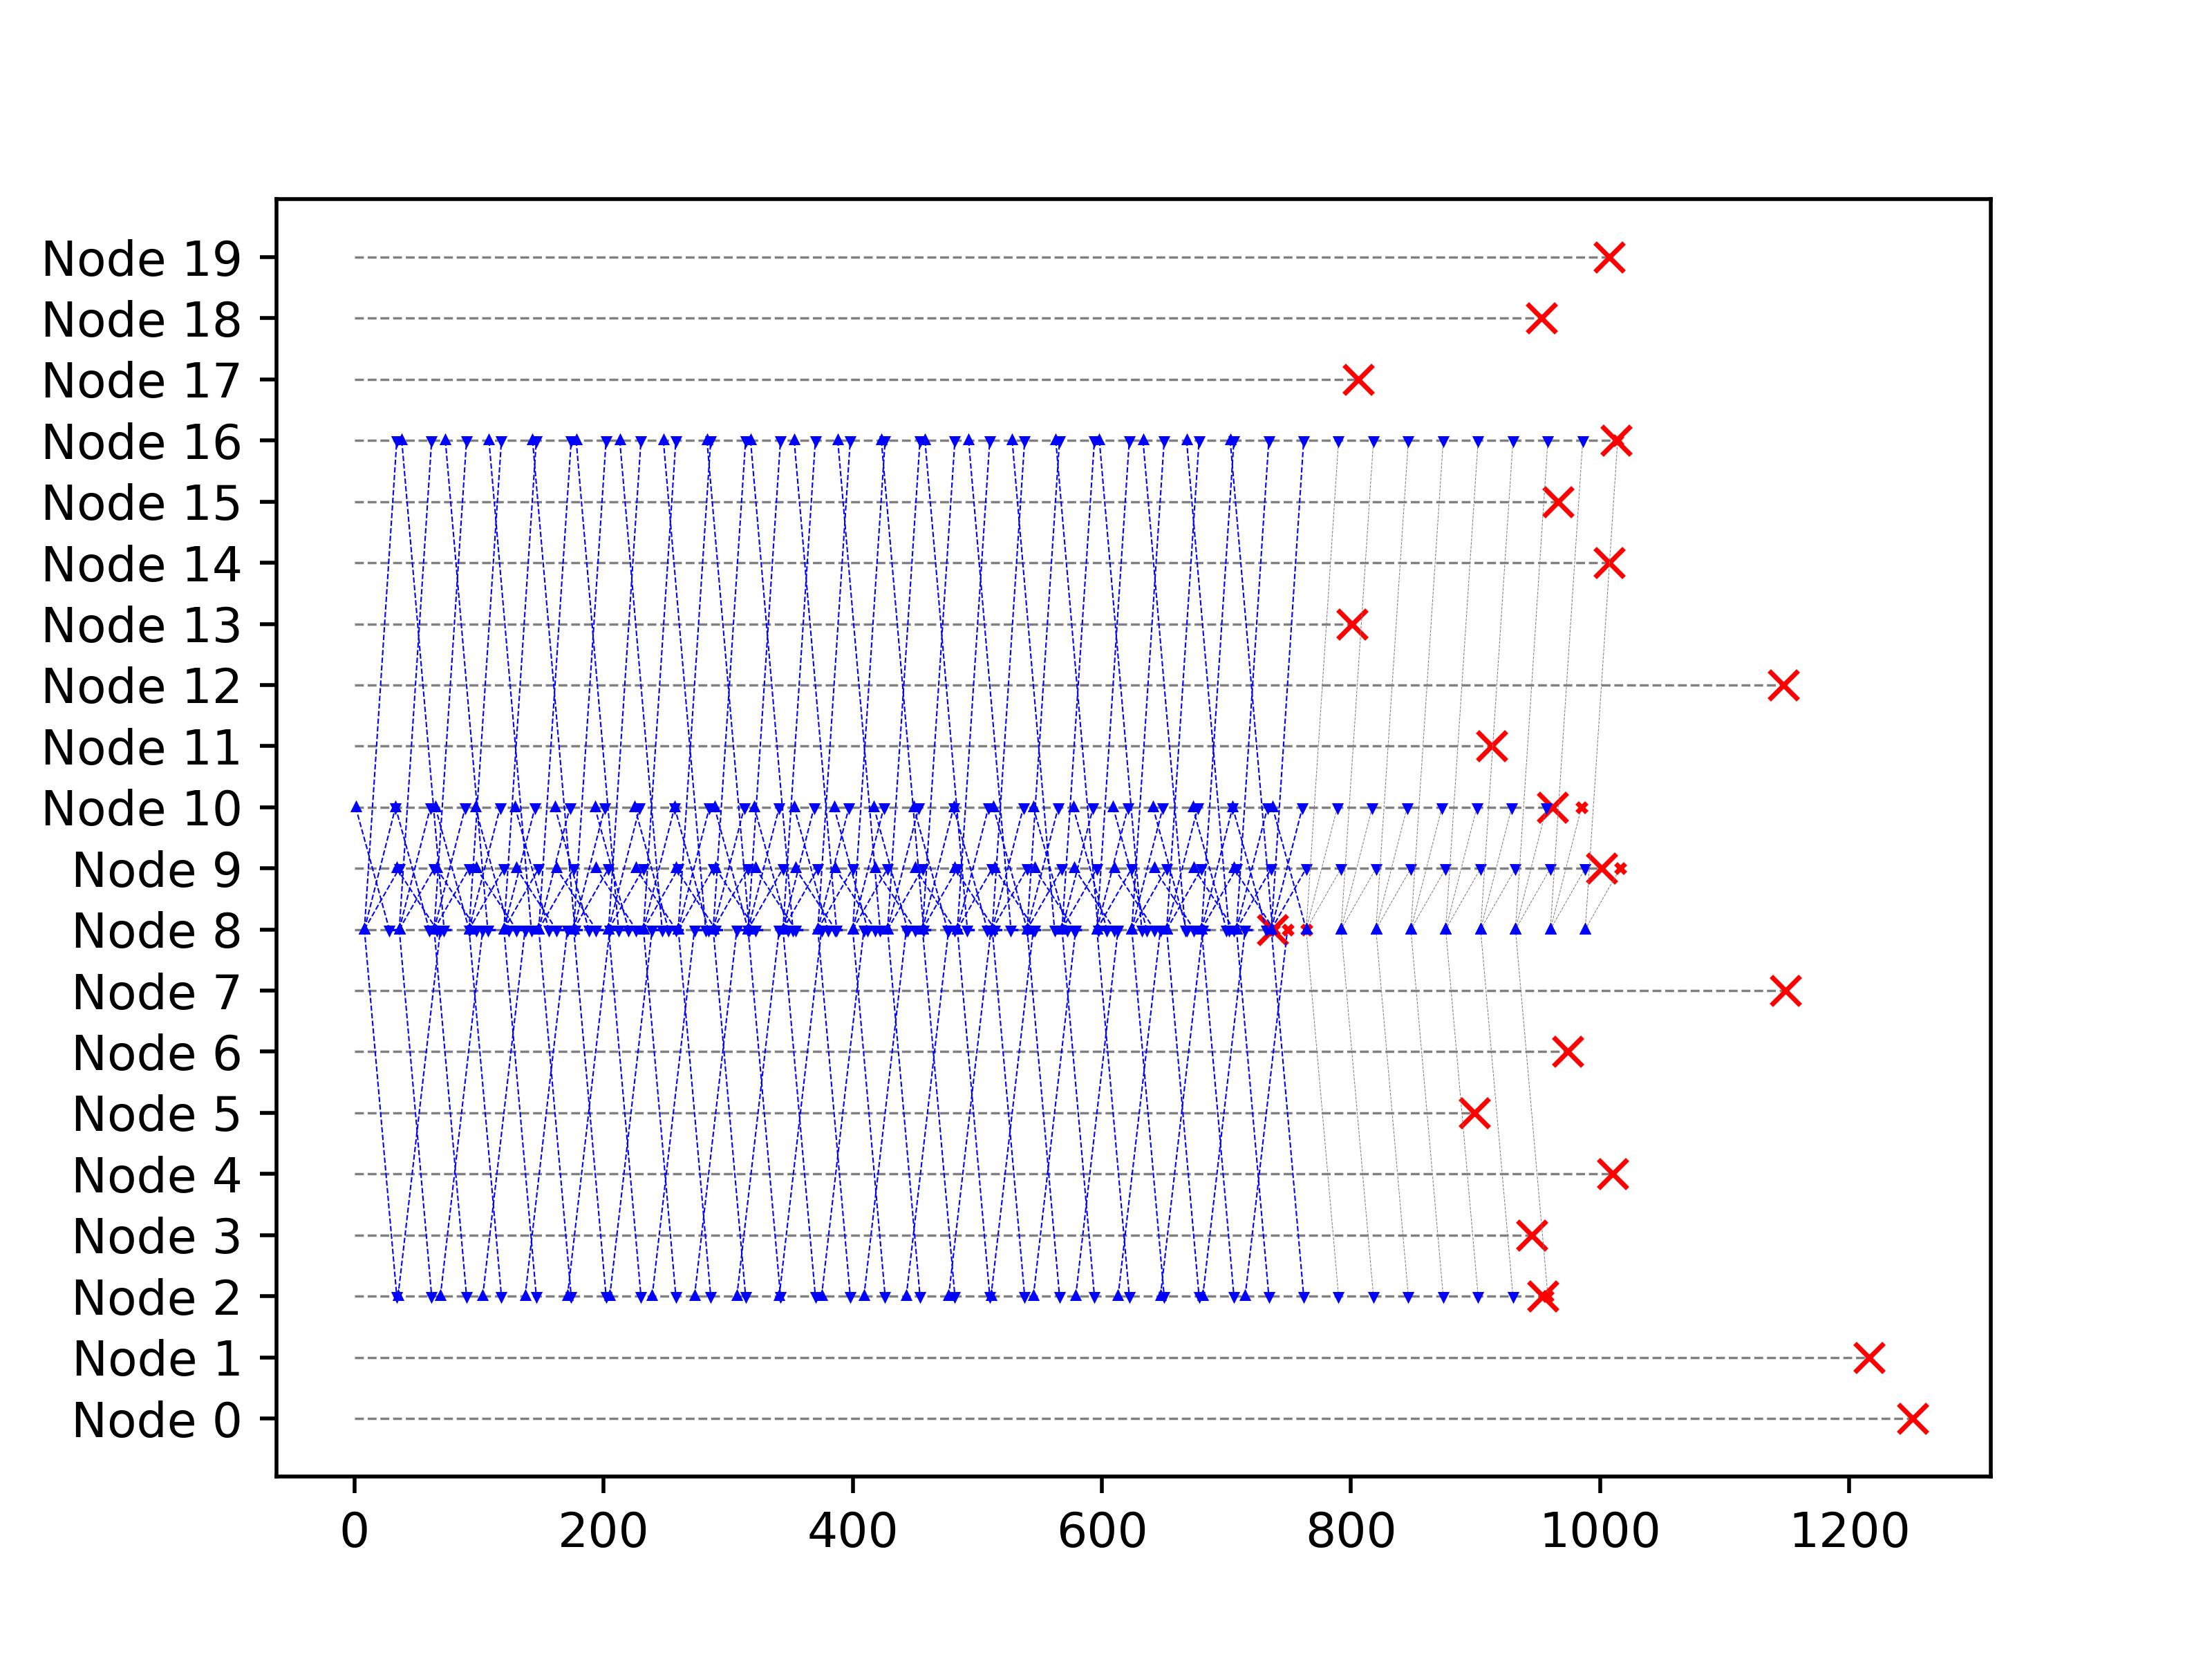 Node 19
Node 18
Node 17
Node 16
Node 15
Node 14
Node 13
Node 12
Node 11
Node 10
Node 9
Node 8
Node 7
Node 6
Node 5
Node 4
Node 3
Node 2
Node 1
Node 0
0 200 400 600 800 1000 1200